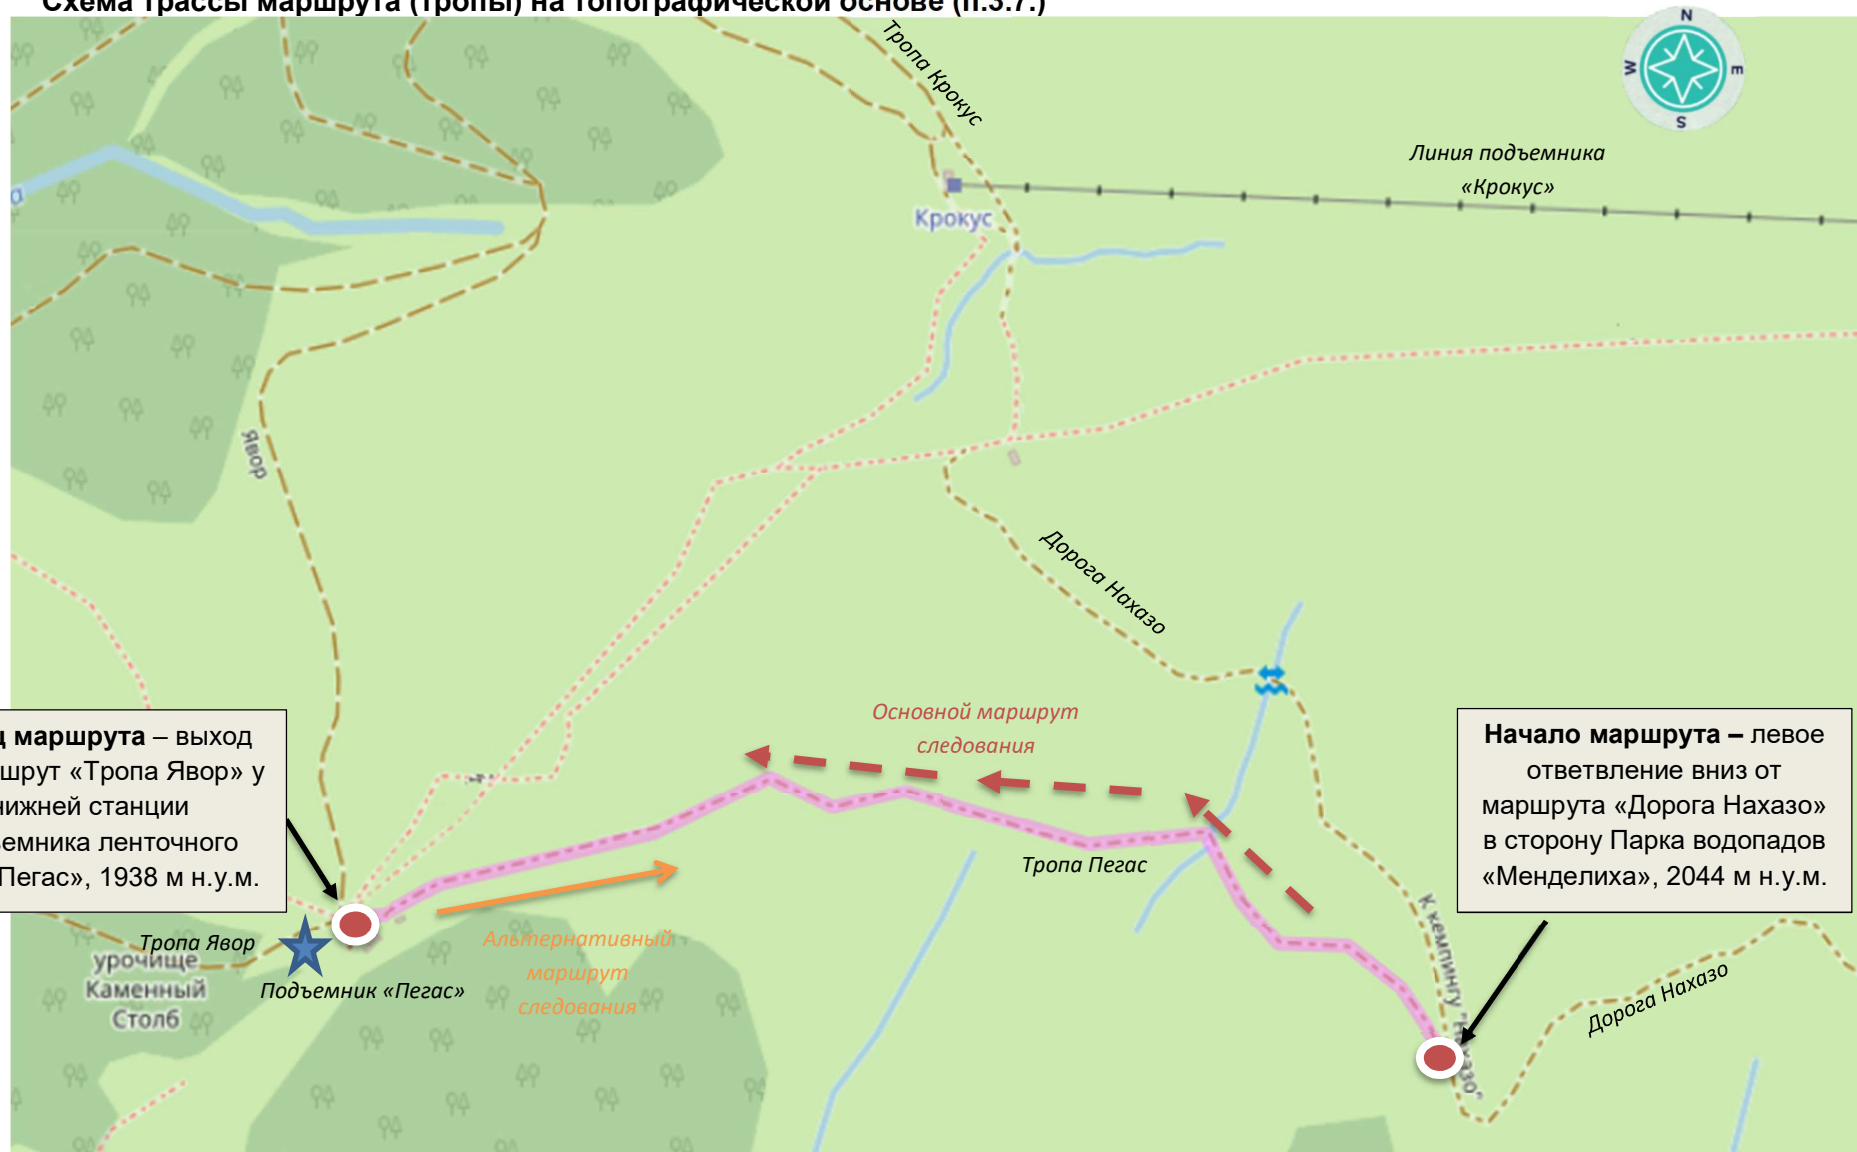 Схема трассы маршрута (тропы) на топографической основе (п.3.7.)
N
W
E
S
Тропа Крокус
Линия подъемника
«Крокус»
Крокус
Явор
Дорога Нахазо
Основной маршрут
следования
маршрута – выход
«Тропа Явор» у
нижней станции
ленточного
Пегас», 1938 м н.у.м.
Начало маршрута – левое
ответвление вниз от
маршрута «Дорога Нахазо»
в сторону Парка водопадов
«Менделиха», 2044 м н.у.м.
Тропа Пегас
Тропа Явор
урочище
Каменный
Столб
Подъемник «Пегас»
Альтернативный
маршрут
следования
К кемпингу "Нахазо"
Дорога Нахазо